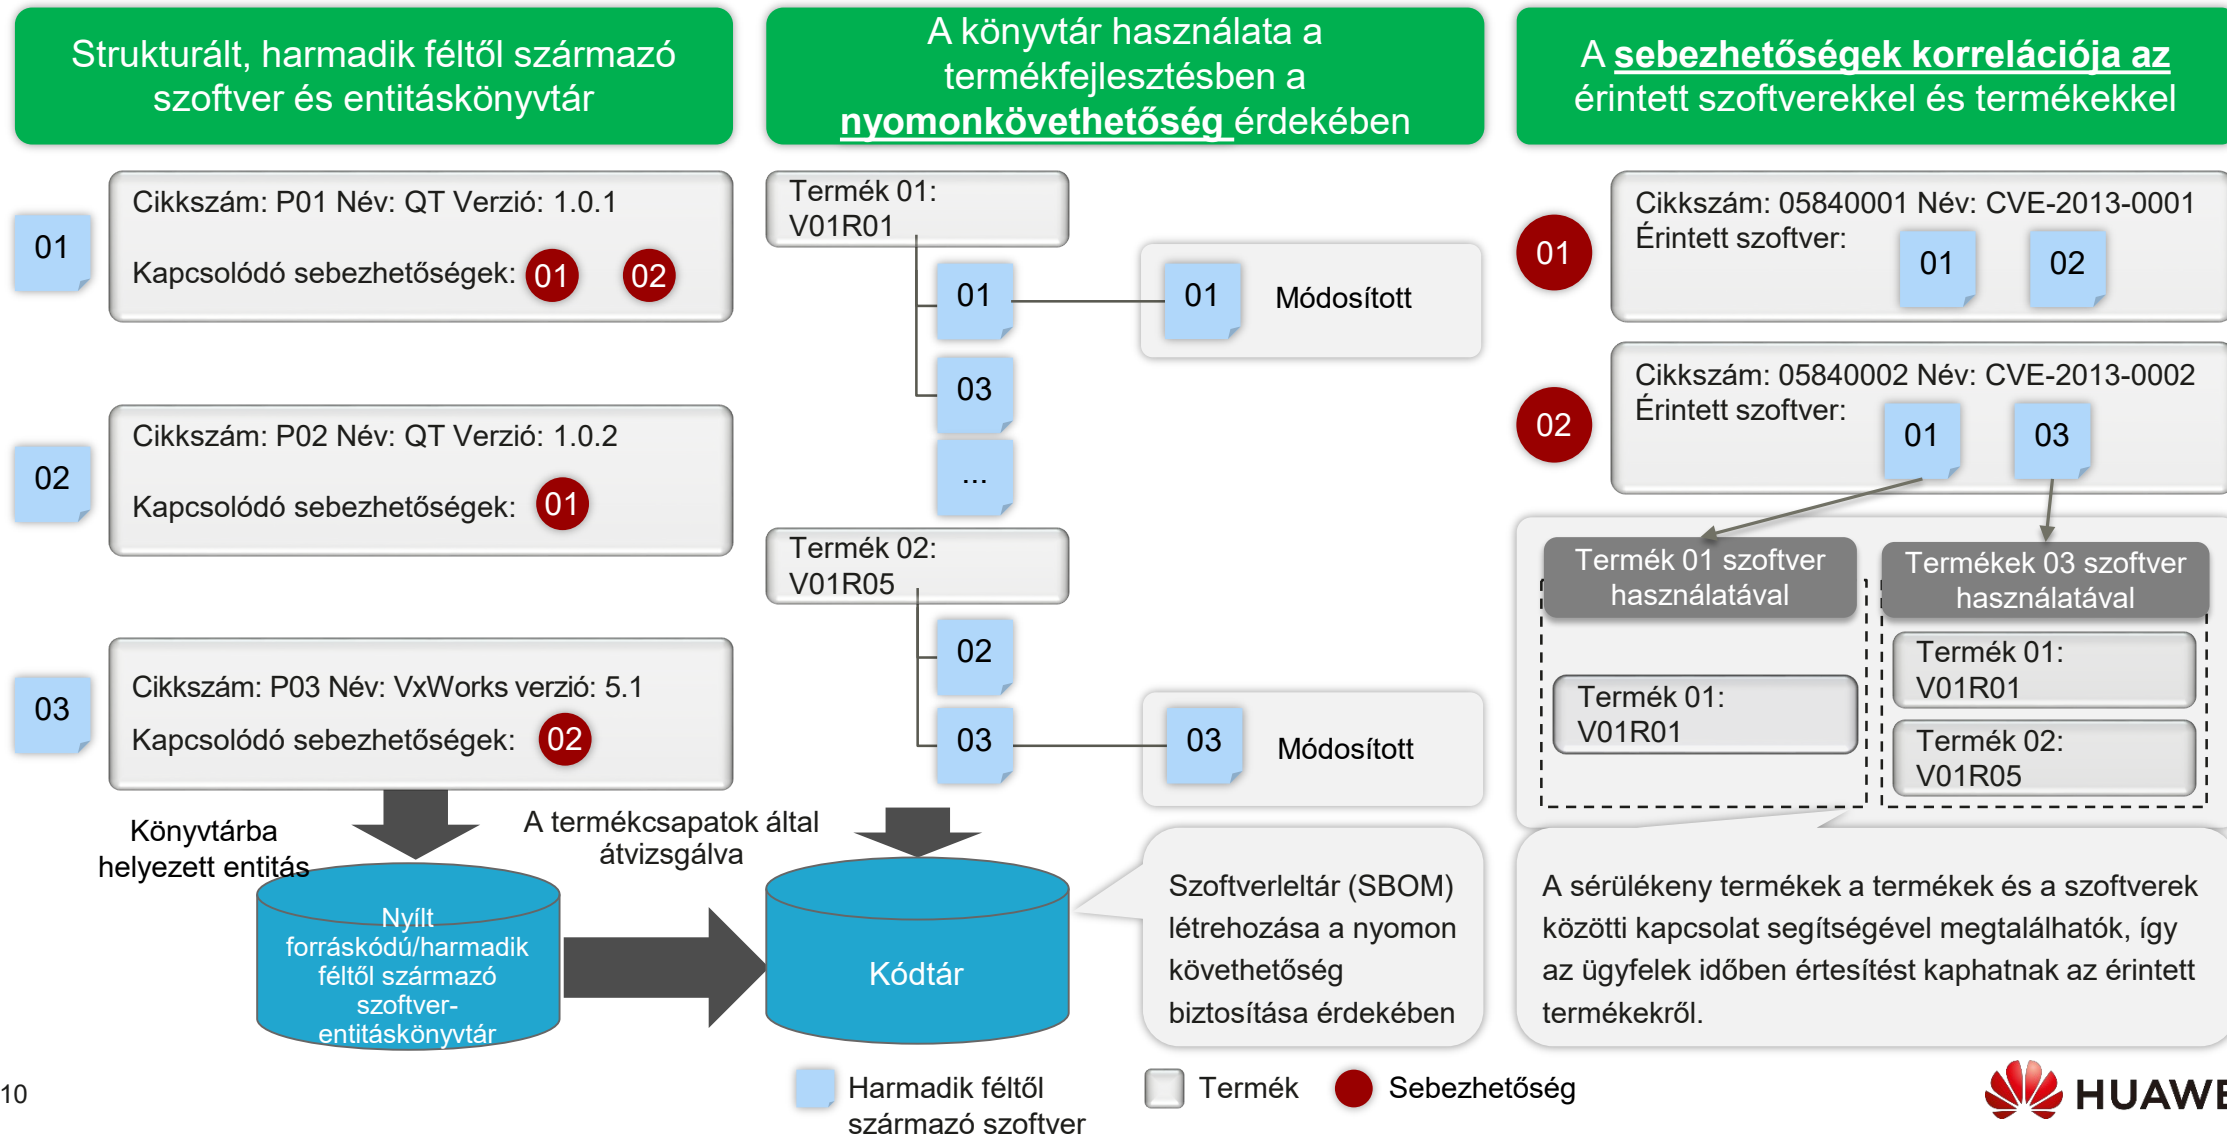 Strukturált, harmadik féltől származó
szoftver és entitáskönyvtár
A könyvtár használata a
termékfejlesztésben a
nyomonkövethetőség érdekében
A sebezhetőségek korrelációja az
érintett szoftverekkel és termékekkel
01
Cikkszám: P01 Név: QT Verzió: 1.0.1
Kapcsolódó sebezhetőségek: 01 02
02
Cikkszám: P02 Név: QT Verzió: 1.0.2
Kapcsolódó sebezhetőségek: 01
03
Cikkszám: P03 Név: VxWorks verzió: 5.1
Kapcsolódó sebezhetőségek: 02
Könyvtárba
helyezett entitás
Nyílt
forráskódú/harmadik
féltől származó
szoftver-
entitáskönyvtár
A termékcsapatok által
átvizsgálva
Termék 01:
V01R01
01
01 Módosított
03
...
Termék 02:
V01R05
02
03
03 Módosított
Kódtár
Szoftverleltár (SBOM)
létrehozása a nyomon
követhetőség
biztosítása érdekében
01
Cikkszám: 05840001 Név: CVE-2013-0001
Érintett szoftver:
01 02
02
Cikkszám: 05840002 Név: CVE-2013-0002
Érintett szoftver:
01 03
Termék 01 szoftver
használatával
Termék 01:
V01R01
Termékek 03 szoftver
használatával
Termék 01:
V01R01
Termék 02:
V01R05
A sérülékeny termékek a termékek és a szoftverek
közötti kapcsolat segítségével megtalálhatók, így
az ügyfelek időben értesítést kaphatnak az érintett
termékekről.
Harmadik féltől
származó szoftver
Termék
Sebezhetőség
10
HUAWE